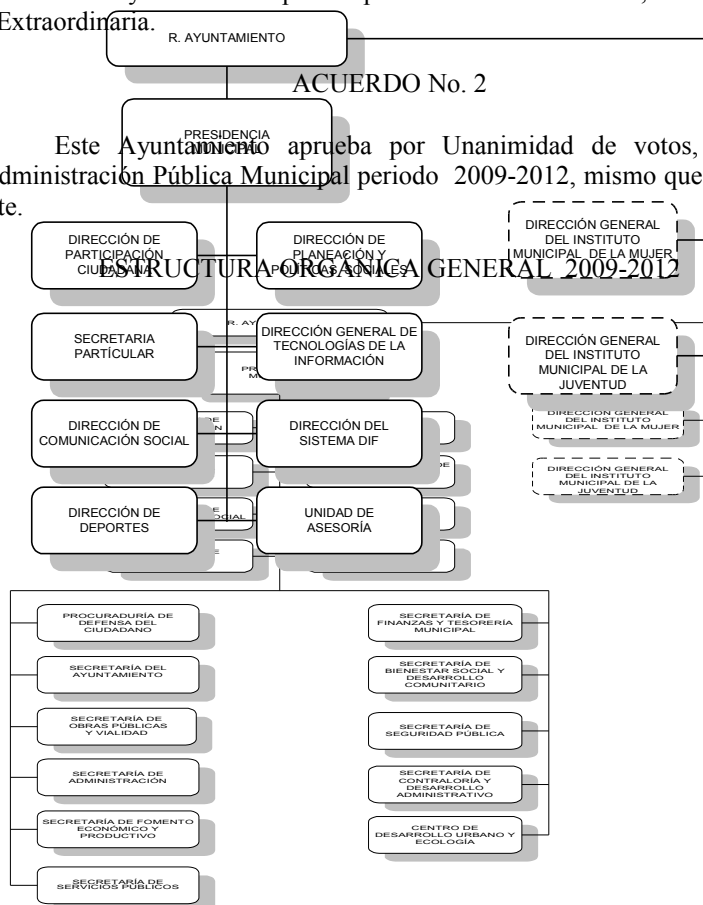 Extraordinaria.
R. AYUNTAMIENTO
ACUERDO No. 2
PRESIDENCIA
MUNICIPAL
Este Ayuntamiento aprueba por Unanimidad de votos,
dministración Pública Municipal periodo 2009-2012, mismo que
te.
DIRECCIÓN DE
PARTICIPACIÓN
CIUDADANA
DIRECCIÓN DE
PLANEACIÓN Y
POLÍTICAS SOCIALES
DIRECCIÓN GENERAL
DEL INSTITUTO
MUNICIPAL DE LA MUJER
ESTRUCTURA ORGÁNICA GENERAL 2009-2012
SECRETARIA
PARTÍCULAR
DIRECCIÓN GENERAL DE
TECNOLOGÍAS DE LA
INFORMACIÓN
DIRECCIÓN GENERAL
DEL INSTITUTO
MUNICIPAL DE LA
JUVENTUD
DIRECCIÓN DE
COMUNICACIÓN SOCIAL
DIRECCIÓN DEL
SISTEMA DIF
DIRECCIÓN GENERAL
DEL INSTITUTO
MUNICIPAL DE LA MUJER
DIRECCIÓN GENERAL
DEL INSTITUTO
MUNICIPAL DE LA
JUVENTUD
DIRECCIÓN DE
DEPORTES
UNIDAD DE
ASESORÍA
PROCURADURÍA DE
DEFENSA DEL
CIUDADANO
SECRETARÍA DE
FINANZAS Y TESORERÍA
MUNICIPAL
SECRETARÍA DEL
AYUNTAMIENTO
SECRETARÍA DE
BIENESTAR SOCIAL Y
DESARROLLO
COMUNITARIO
SECRETARÍA DE
OBRAS PÚBLICAS
Y VIALIDAD
SECRETARÍA DE
SEGURIDAD PÚBLICA
SECRETARÍA DE
ADMINISTRACIÓN
SECRETARÍA DE
CONTRALORÍA Y
DESARROLLO
ADMINISTRATIVO
SECRETARÍA DE FOMENTO
ECONÓMICO Y
PRODUCTIVO
CENTRO DE
DESARROLLO URBANO Y
ECOLOGÍA
SECRETARÍA DE
SERVICIOS PÚBLICOS